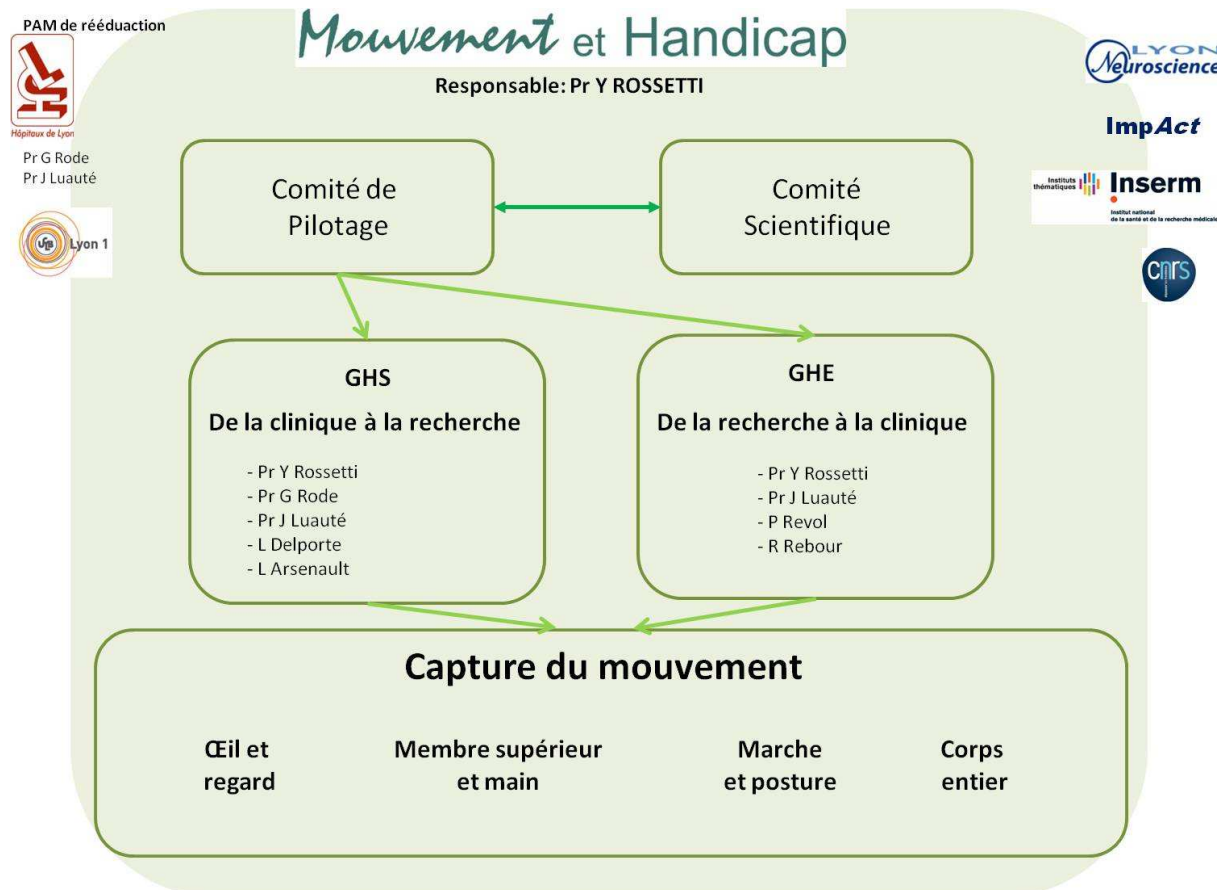 PAM de rééduaction
Mouvement et Handicap
Responsable: Pr Y ROSSETTI
Hôpitaux de Lyon
Pr G Rode
Pr J Luauté
Lyon 1
LYON
Neuroscience
ImpAct
Instituts
thématiques
Inserm
Institut national
de la santé et de la recherche médicale
cnrs
Comité de
Pilotage
Comité
Scientifique
GHS
De la clinique à la recherche
- Pr Y Rossetti
- Pr G Rode
- Pr J Luauté
- L Delporte
- L Arsenault
GHE
De la recherche à la clinique
- Pr Y Rossetti
- Pr J Luauté
- P Revol
- R Rebour
Capture du mouvement
Œil et
regard
Membre supérieur
et main
Marche
et posture
Corps
entier